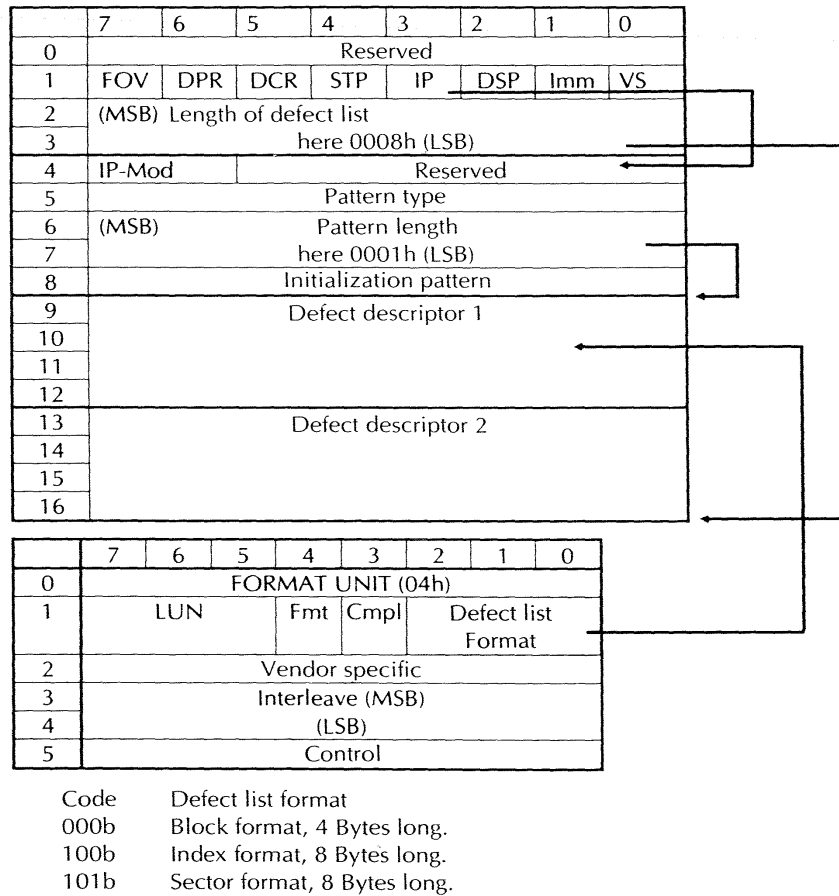 7 6 5 4 3 2 1 0
0 Reserved
1 FOV DPR DCR STP IP DSP Imm VS
2 (MSB) Length of defect list
3 here 0008h (LSB)
4 IP-Mod Reserved
5 Pattern type
6 (MSB) Pattern length
7 here 0001h (LSB)
8 Initialization pattern
9 Defect descriptor 1
10
11
12
13 Defect descriptor 2
14
15
16
7 6 5 4 3 2 1 0
0 FORMAT UNIT (04h)
1 LUN Fmt Cmpl Defect list
Format
2 Vendor specific
3 Interleave (MSB)
4 (LSB)
5 Control
Code Defect list format
000b Block format, 4 Bytes long.
100b Index format, 8 Bytes long.
101b Sector format, 8 Bytes long.